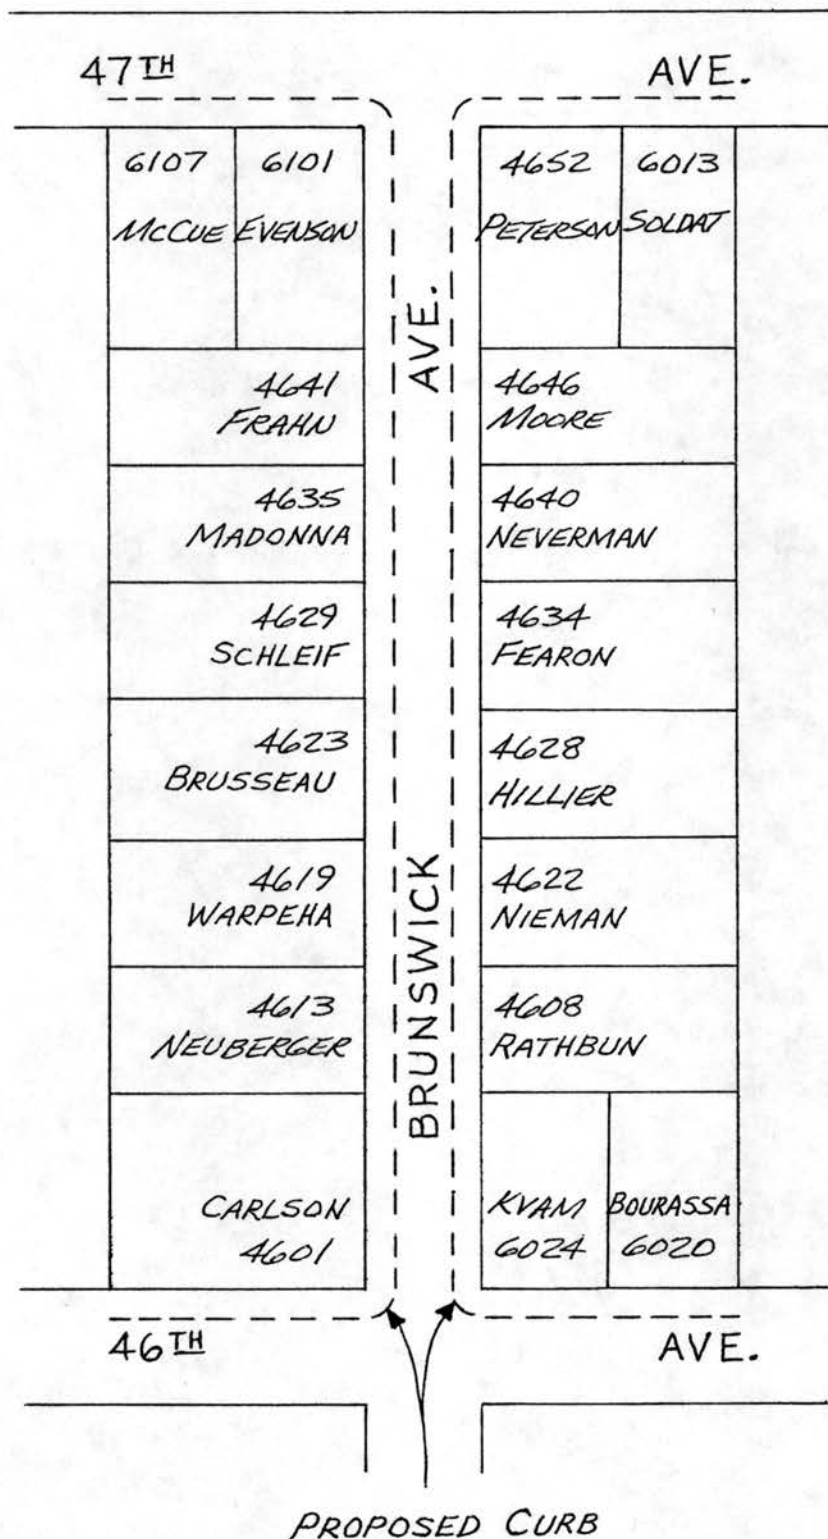 47TH AVE.
6107 6101 4652 6013
McCUE EVENSON PETERSON SOLDAT
4641
FRAHN
4646
MOORE
4635
MADONNA
4640
NEVERMAN
4629
SCHLEIF
4634
FEARON
4623
BRUSSEAU
4628
HILLIER
4619
WARPEHA
4622
NIEMAN
4613
NEUBERGER
4608
RATHBUN
BRUNSWICK AVE.
CARLSON
4601
KVAM BOURASSA
6024 6020
46TH AVE.
PROPOSED CURB